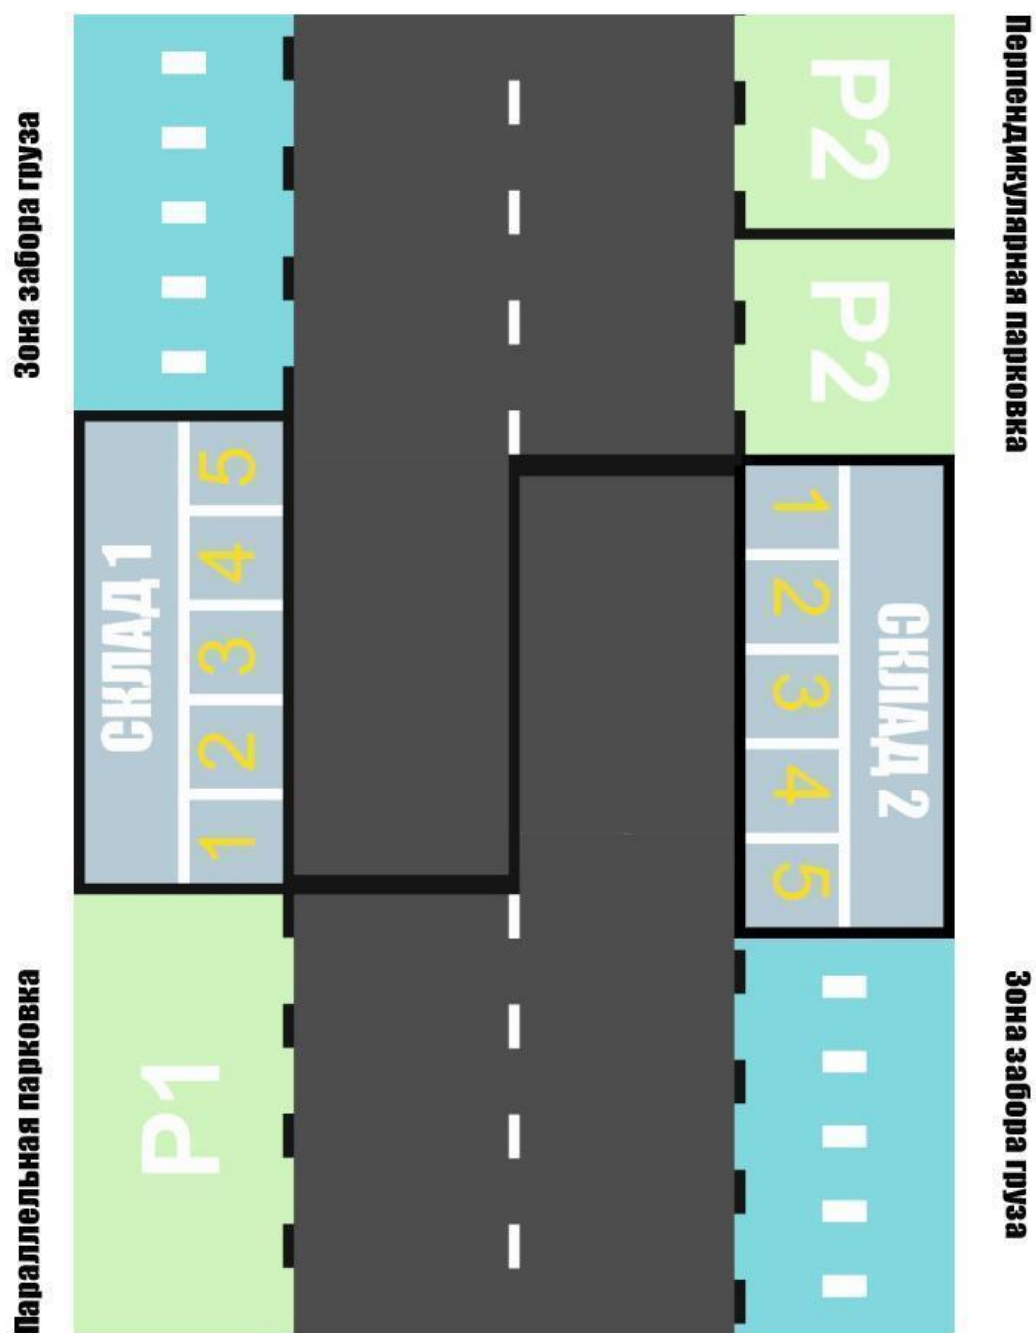 Зона забора груза
Параллельная парковка
СКЛАД 1
5
4
3
2
1
P1
P2
P2
1
2
3
4
5
СКЛАД 2
Перпендикулярная парковка
Зона забора груза